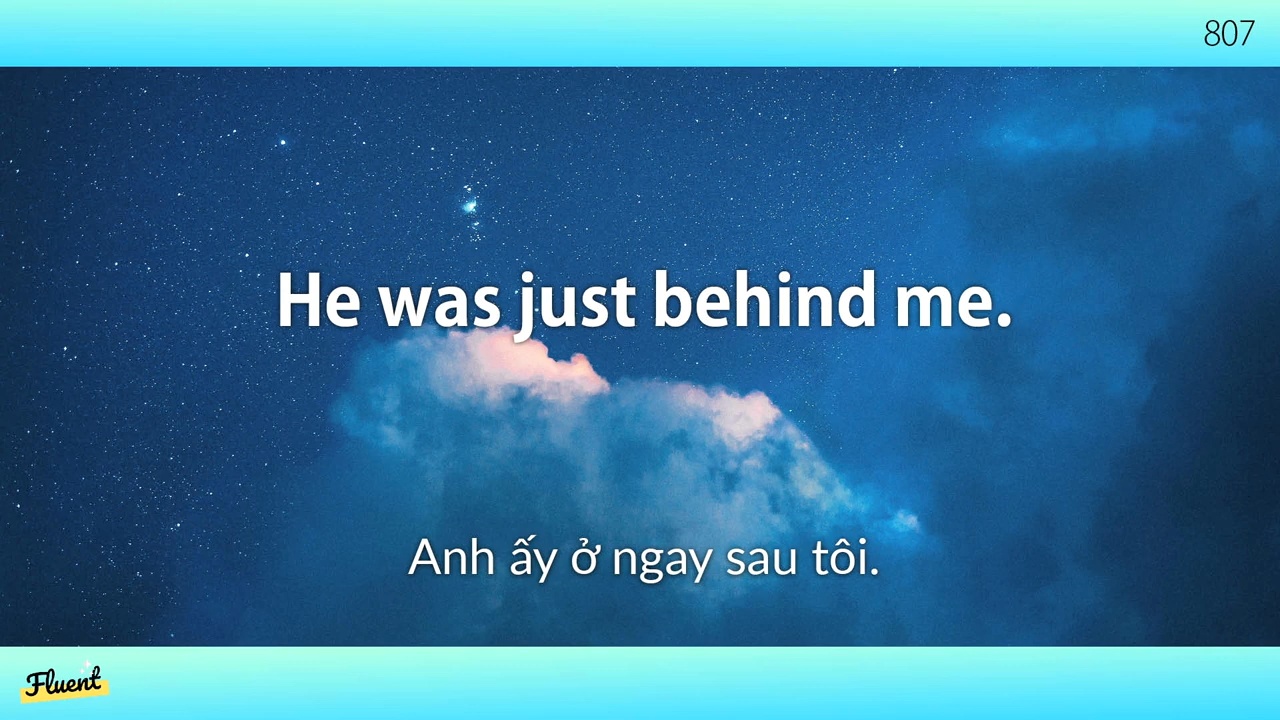 807
He was just behind me.
Anh ấy ở ngay sau tôi.
Fluent